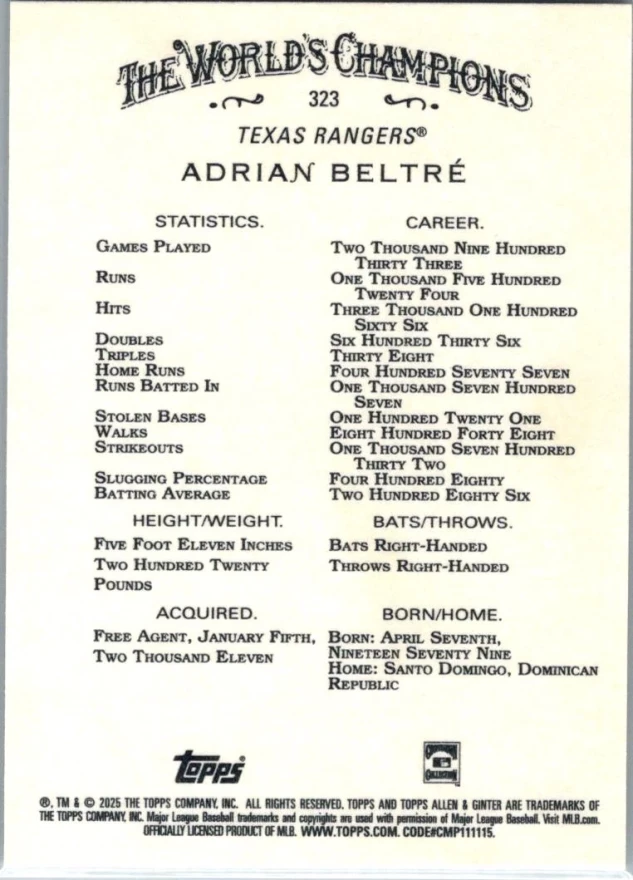 THE WORLD'S CHAMPIONS
323
TEXAS RANGERS®
ADRIAN BELTRÉ
STATISTICS. CAREER.
GAMES PLAYED TWO THOUSAND NINE HUNDRED
THIRTY THREE
RUNS ONE THOUSAND FIVE HUNDRED
TWENTY FOUR
HITS THREE THOUSAND ONE HUNDRED
SIXTY SIX
DOUBLES SIX HUNDRED THIRTY SIX
TRIPLES THIRTY EIGHT
HOME RUNS FOUR HUNDRED SEVENTY SEVEN
RUNS BATTED IN ONE THOUSAND SEVEN HUNDRED
SEVEN
STOLEN BASES ONE HUNDRED TWENTY ONE
WALKS EIGHT HUNDRED FORTY EIGHT
STRIKEOUTS ONE THOUSAND SEVEN HUNDRED
THIRTY TWO
SLUGGING PERCENTAGE FOUR HUNDRED EIGHTY
BATTING AVERAGE TWO HUNDRED EIGHTY SIX
HEIGHT/WEIGHT. BATS/THROWS.
FIVE FOOT ELEVEN INCHES BATS RIGHT-HANDED
TWO HUNDRED TWENTY THROWS RIGHT-HANDED
POUNDS
ACQUIRED. BORN/HOME.
FREE AGENT, JANUARY FIFTH, BORN: APRIL SEVENTH,
TWO THOUSAND ELEVEN NINETEEN SEVENTY NINE
HOME: SANTO DOMINGO, DOMINICAN
REPUBLIC
Topps
®, TM & © 2025 THE TOPPS COMPANY, INC. ALL RIGHTS RESERVED. TOPPS AND TOPPS ALLEN & GINTER ARE TRADEMARKS OF
THE TOPPS COMPANY, INC. Major League Baseball trademarks and copyrights are used with permission of Major League Baseball. Visit MLB.com.
OFFICIALLY LICENSED PRODUCT OF MLB. WWW.TOPPS.COM. CODE#CMP111115.